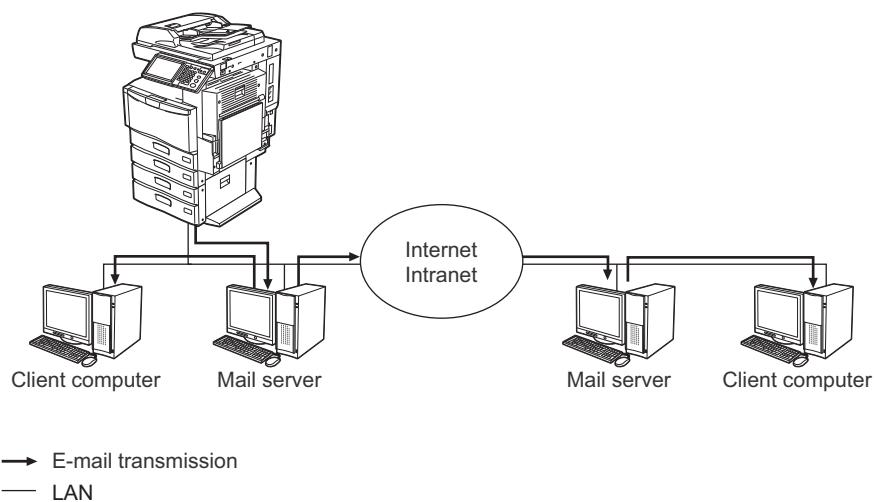 Internet
Intranet
Client computer
Mail server
Mail server
Client computer
E-mail transmission
LAN